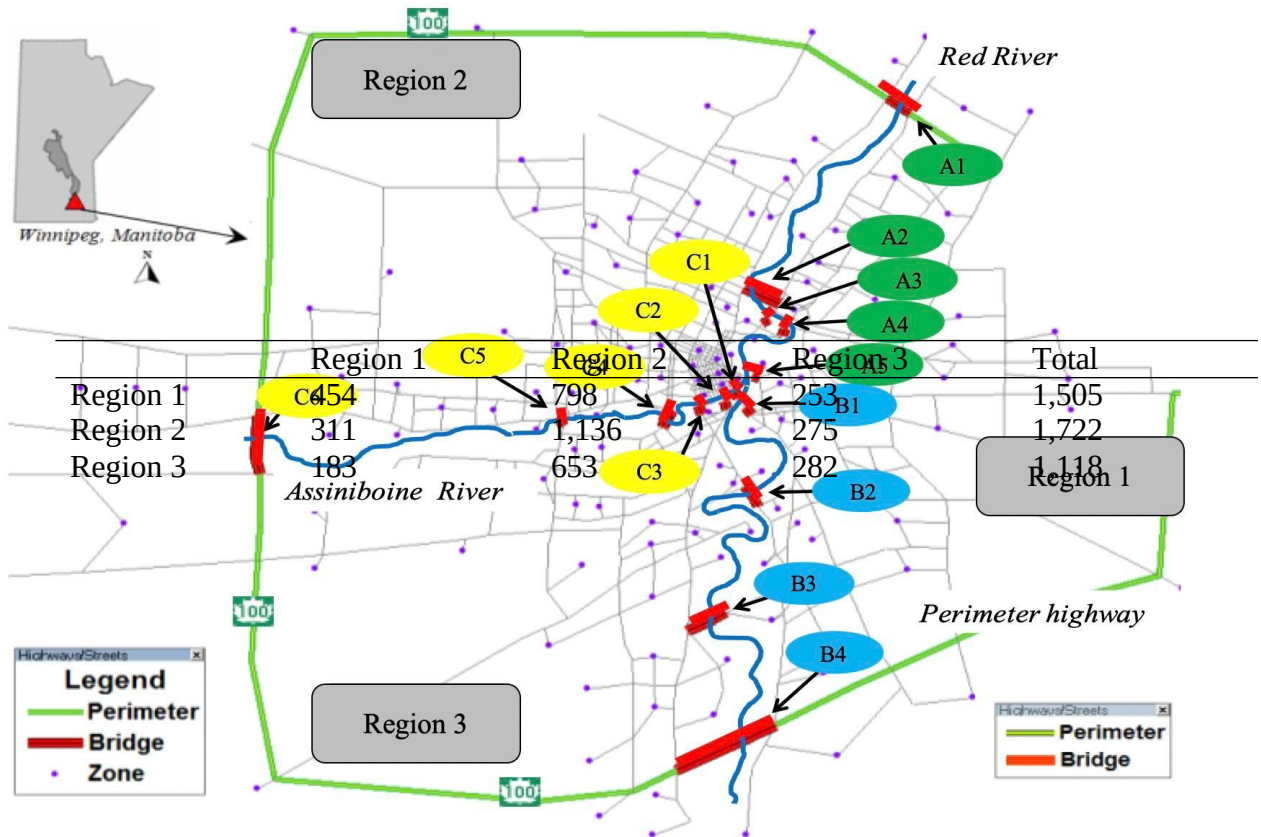 100
Region 2
Red River
A1
Winnipeg, Manitoba
N
A2
C1
A3
C2
A4
C5
C4
A5
Region 1 Region 2 Region 3 Total
Region 1 454 798 253 1,505
Region 2 311 1,136 275 1,722
Region 3 183 653 282 1,118
C6
B1
C3
Region 1
B2
Assiniboine River
B3
100
Perimeter highway
B4
Highways/Streets
Legend
Perimeter
Bridge
Zone
Region 3
Highways/Streets
Perimeter
Bridge
100